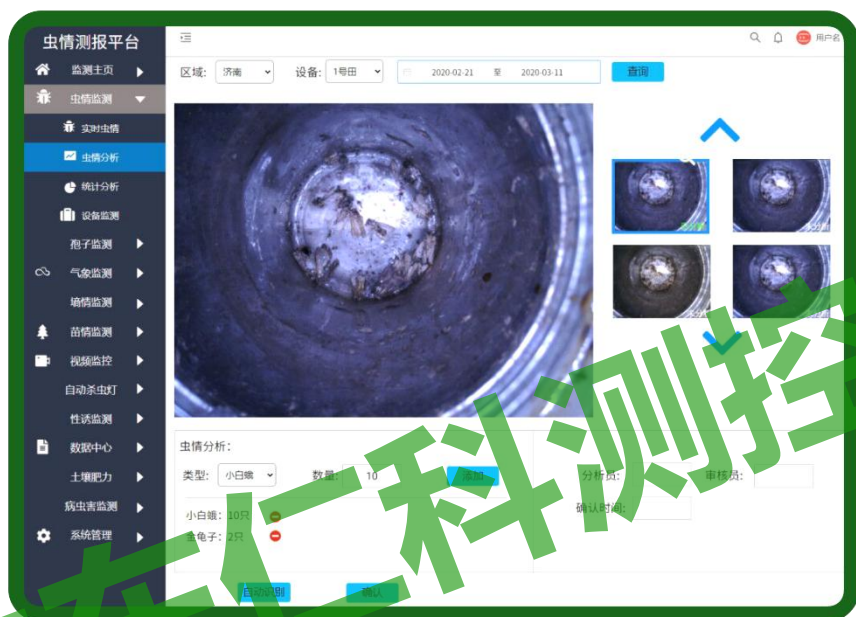 虫情测报平台
用户名
监测主页
区域: 济南 设备: 1号田 2020-02-21 至 2020-03-11 查询
虫情监测
实时虫情
虫情分析
统计分析
设备监测
孢子监测
气象监测
墒情监测
苗情监测
视频监控
自动杀虫灯
性诱监测
数据中心
土壤肥力
病虫害监测
系统管理
虫情分析:
类型: 小白蛾 数量: 10 添加 分析员: 审核员:
小白蛾: 10只 确认时间:
金龟子: 2只
自动识别 确认
仁科测控